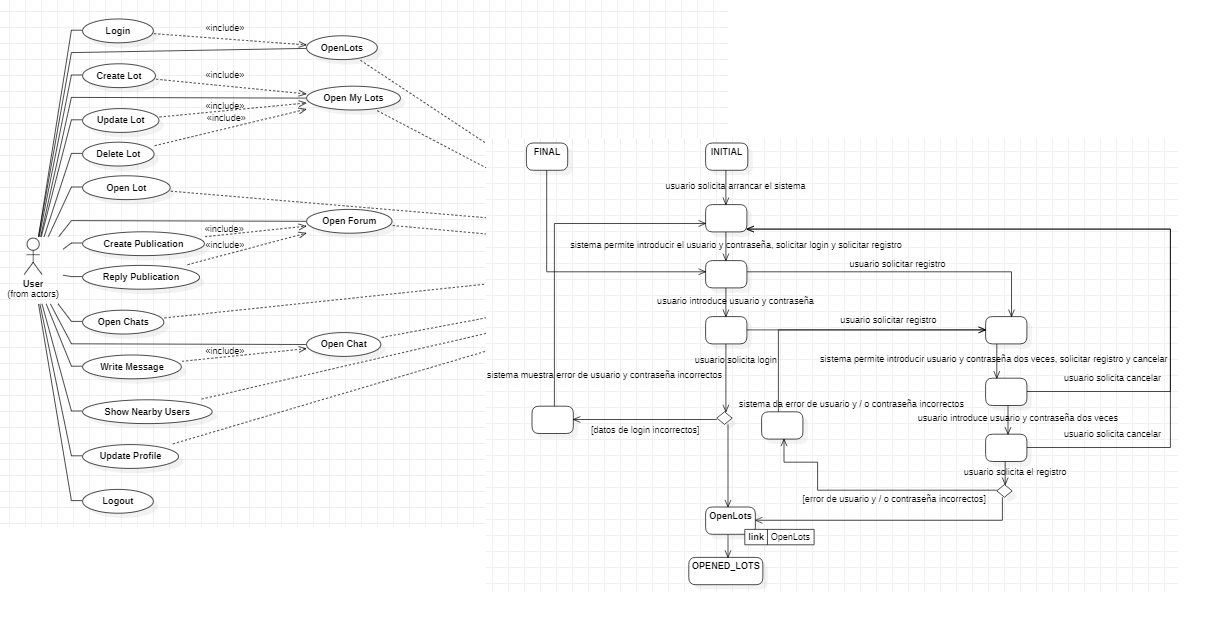 Login
«include»
OpenLots
Create Lot
«include»
Open My Lots
«include»
Update Lot
«include»
Delete Lot
Open Lot
Open Forum
«include»
Create Publication
«include»
Reply Publication
User
(from actors)
Open Chats
Open Chat
«include»
Write Message
Show Nearby Users
Update Profile
Logout
FINAL
INITIAL
usuario solicita arrancar el sistema
sistema permite introducir el usuario y contraseña, solicitar login y solicitar registro
usuario solicitar registro
usuario introduce usuario y contraseña
usuario solicitar registro
usuario solicita login
sistema permite introducir usuario y contraseña dos veces, solicitar registro y cancelar
sistema muestra error de usuario y contraseña incorrectos
usuario solicita cancelar
sistema da error de usuario y / o contraseña incorrectos
usuario introduce usuario y contraseña dos veces
[datos de login incorrectos]
usuario solicita cancelar
usuario solicita el registro
[error de usuario y / o contraseña incorrectos]
OpenLots
link OpenLots
OPENED_LOTS